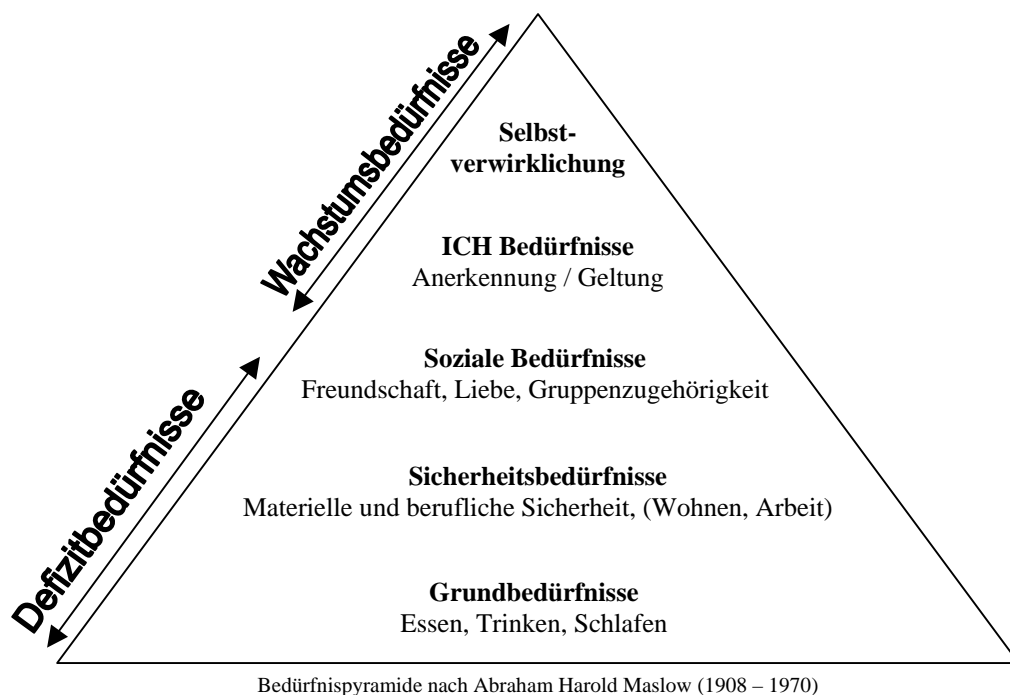 Wachstumsbedürfnisse
Selbst-
verwirklichung
ICH Bedürfnisse
Anerkennung / Geltung
Soziale Bedürfnisse
Freundschaft, Liebe, Gruppenzugehörigkeit
Defizitbedürfnisse
Sicherheitsbedürfnisse
Materielle und berufliche Sicherheit, (Wohnen, Arbeit)
Grundbedürfnisse
Essen, Trinken, Schlafen
Bedürfnispyramide nach Abraham Harold Maslow (1908 – 1970)